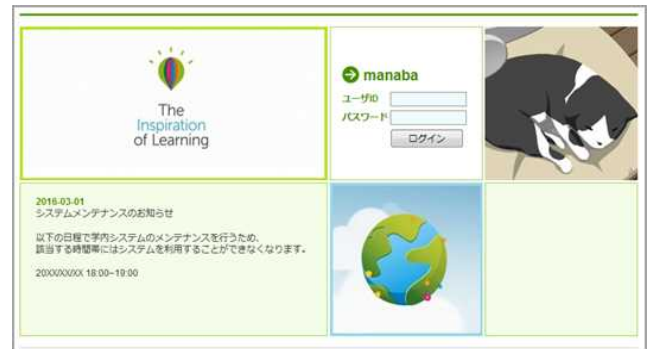 The
Inspiration
of Learning
manaba
ユーザID
パスワード
ログイン
2016-03-01
システムメンテナンスのお知らせ
以下の日程で学内システムのメンテナンスを行うため、
該当する時間帯にはシステムを利用することができなくなります。
20XX/XX/XX 18:00~19:00